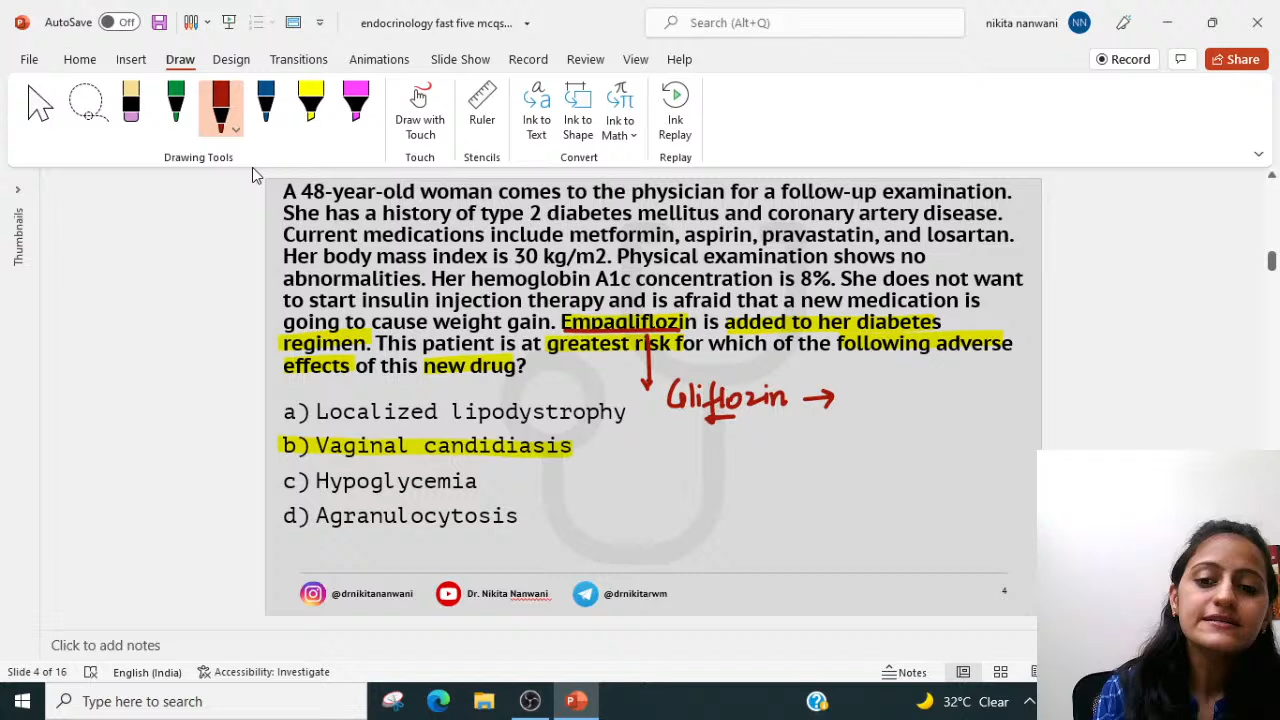 AutoSave
Off
endocrinology fast five mcqs...
Search (Alt+Q)
nikita nanwani
NN
File
Home
Insert
Draw
Design
Transitions
Animations
Slide Show
Record
Review
View
Help
Record
Share
Draw with
Touch
Ruler
Ink to
Text
Ink to
Shape
Ink to
Math
Ink
Replay
Drawing Tools
Touch
Stencils
Convert
Replay
Thumbnails
A 48-year-old woman comes to the physician for a follow-up examination.
She has a history of type 2 diabetes mellitus and coronary artery disease.
Current medications include metformin, aspirin, pravastatin, and losartan.
Her body mass index is 30 kg/m2. Physical examination shows no
abnormalities. Her hemoglobin A1c concentration is 8%. She does not want
to start insulin injection therapy and is afraid that a new medication is
going to cause weight gain. Empagliflozin is added to her diabetes
regimen. This patient is at greatest risk for which of the following adverse
effects of this new drug?
Gliflozin →
a) Localized lipodystrophy
b) Vaginal candidiasis
c) Hypoglycemia
d) Agranulocytosis
@drnikitananwani
Dr. Nikita Nanwani
@drnikitarwm
4
Click to add notes
Slide 4 of 16
English (India)
Accessibility: Investigate
Notes
Type here to search
32°C Clear